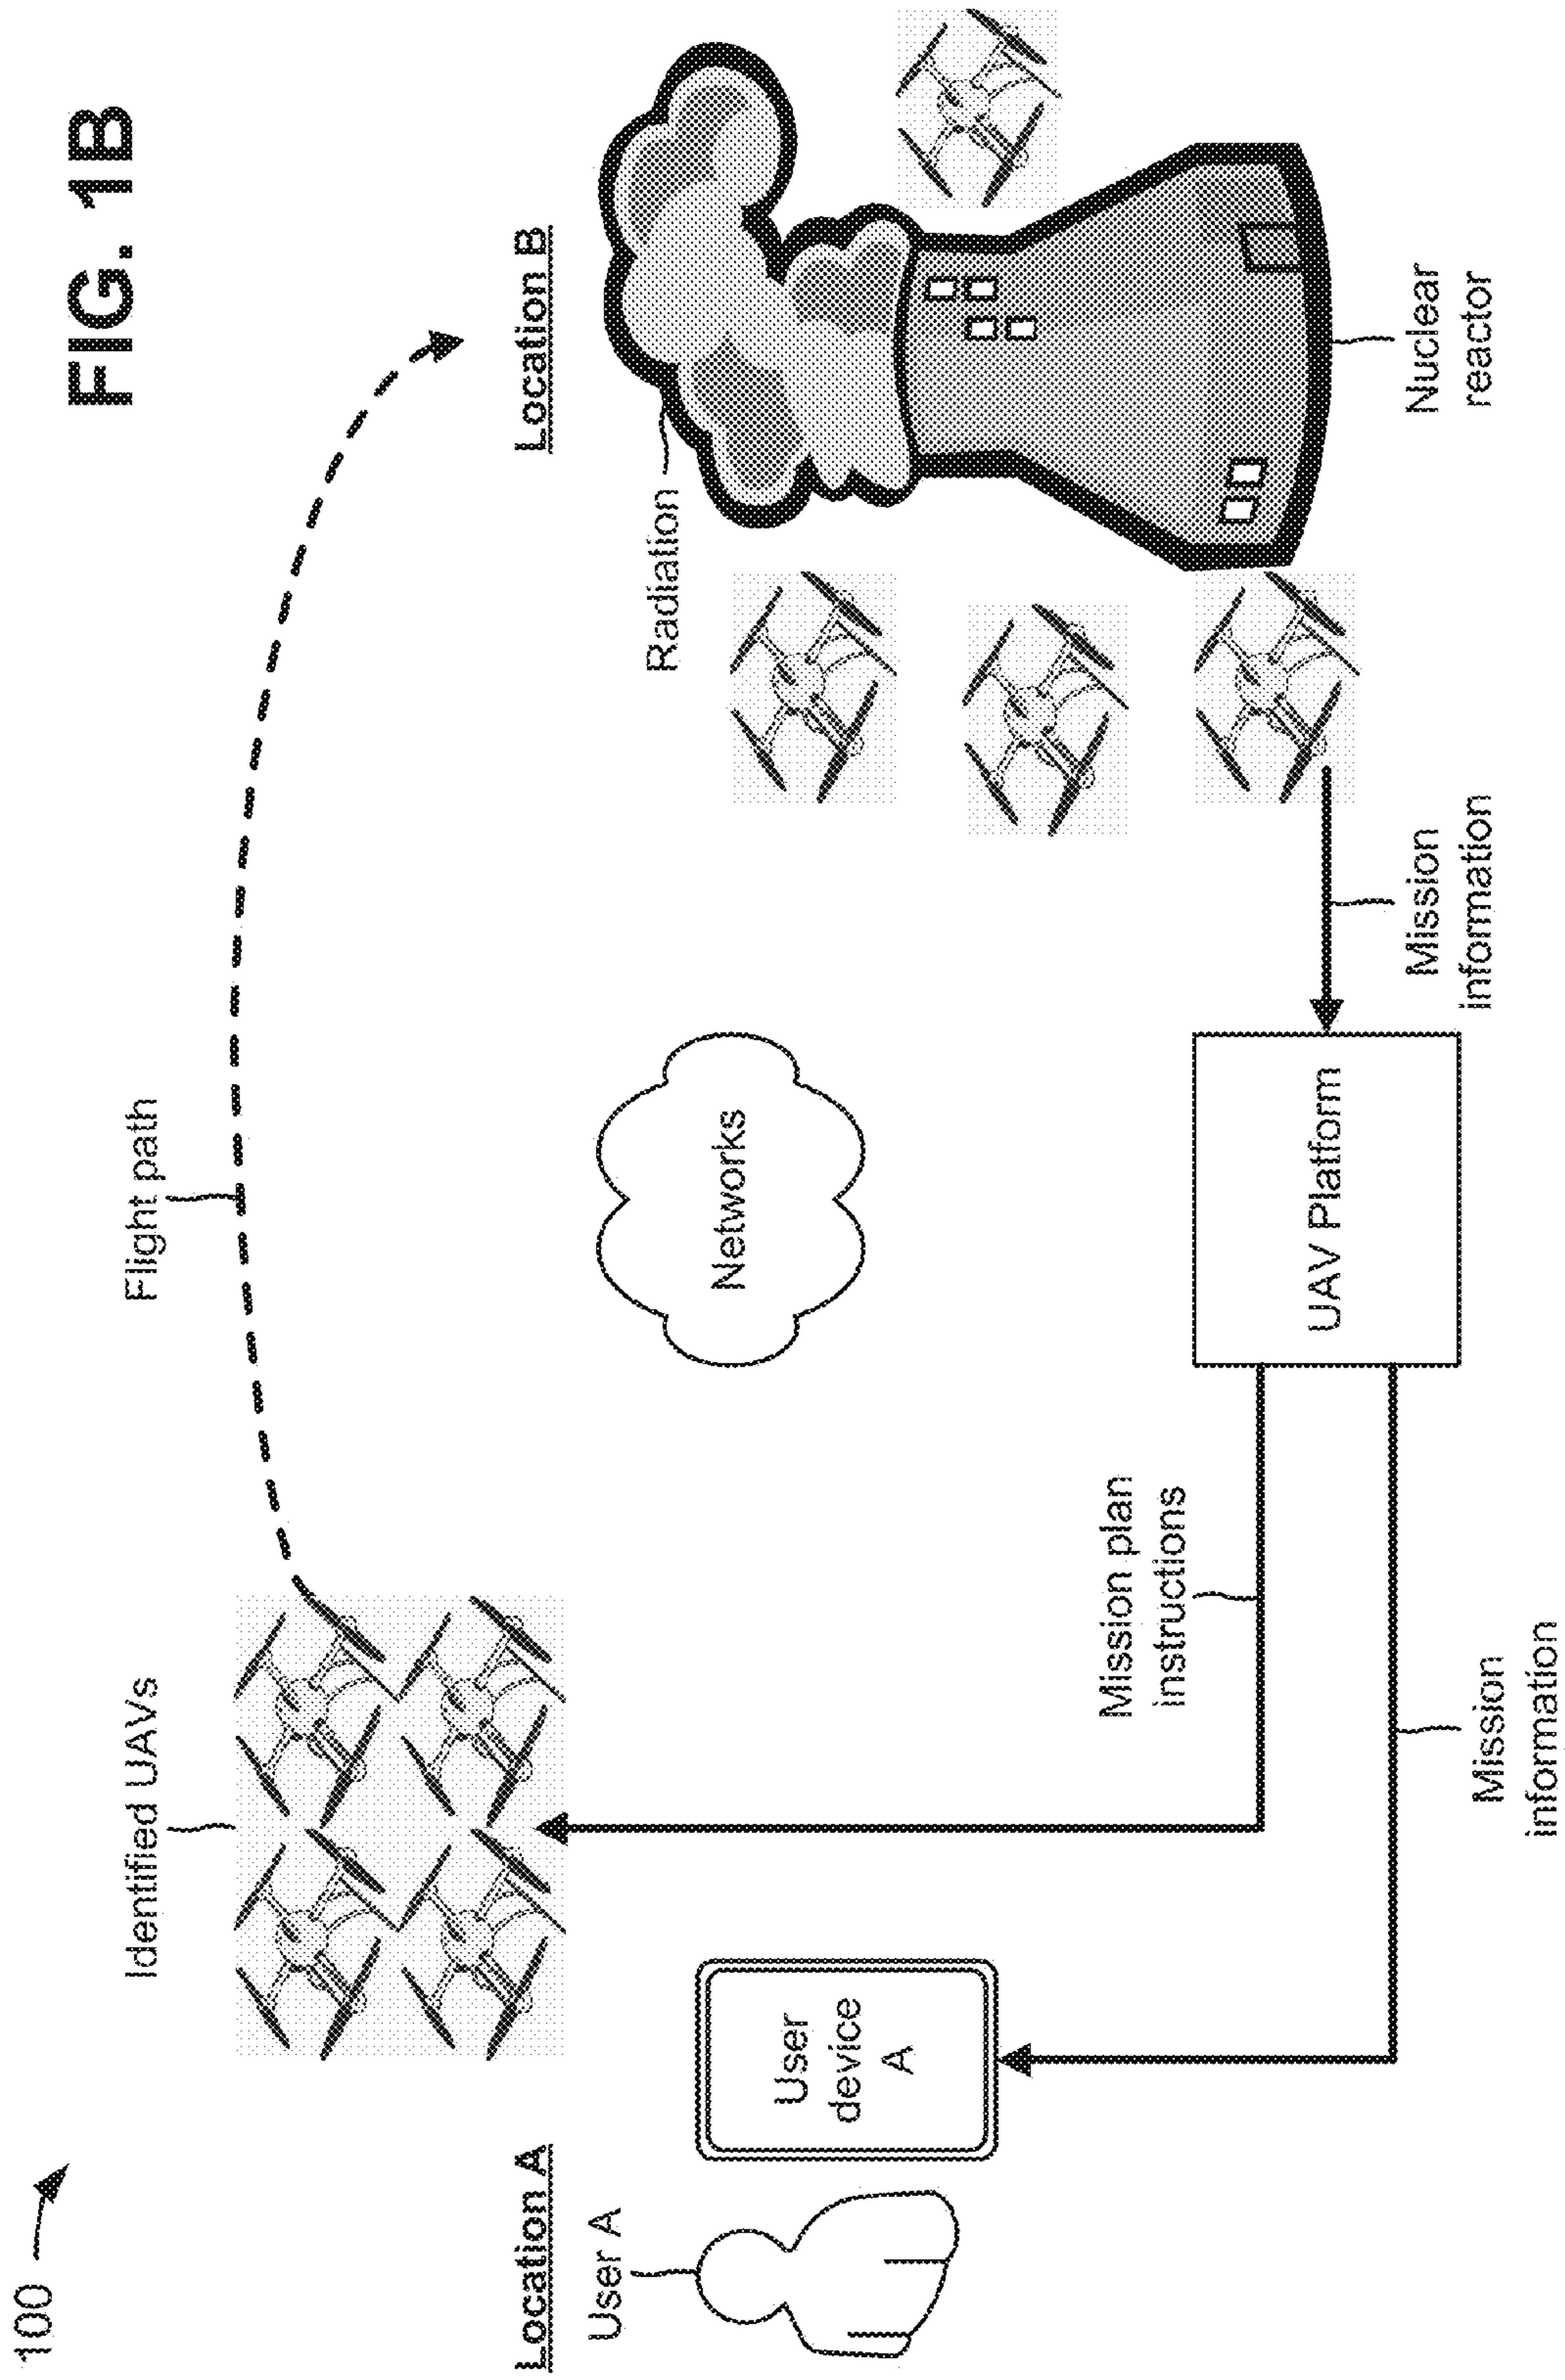 FIG. 1B
100
Identified UAVs
Flight path
Location A
User A
User
device
A
Networks
Location B
Radiation
Mission plan
instructions
UAV Platform
Mission
information
Mission
information
Nuclear
reactor